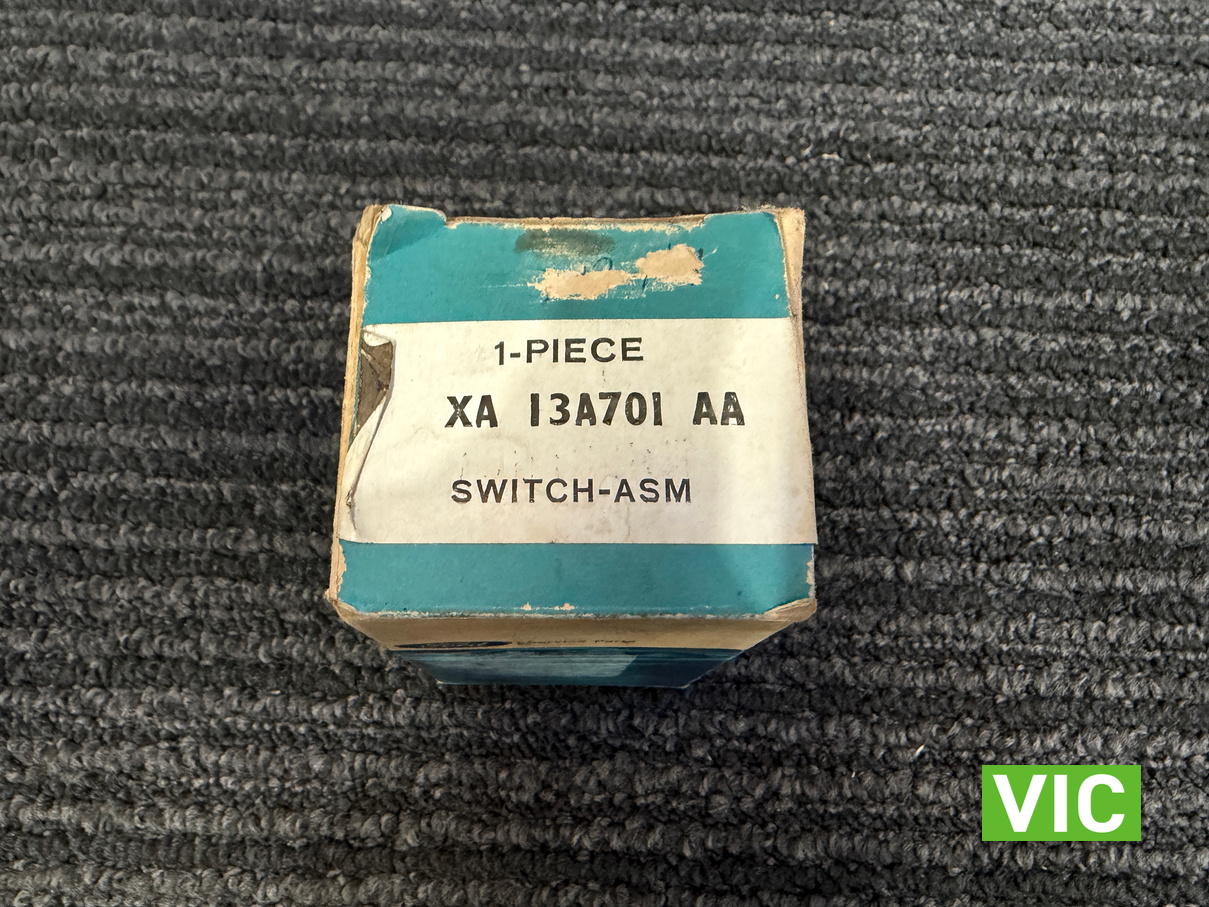 1-PIECE
XA 13A701 AA
SWITCH-ASM
VIC